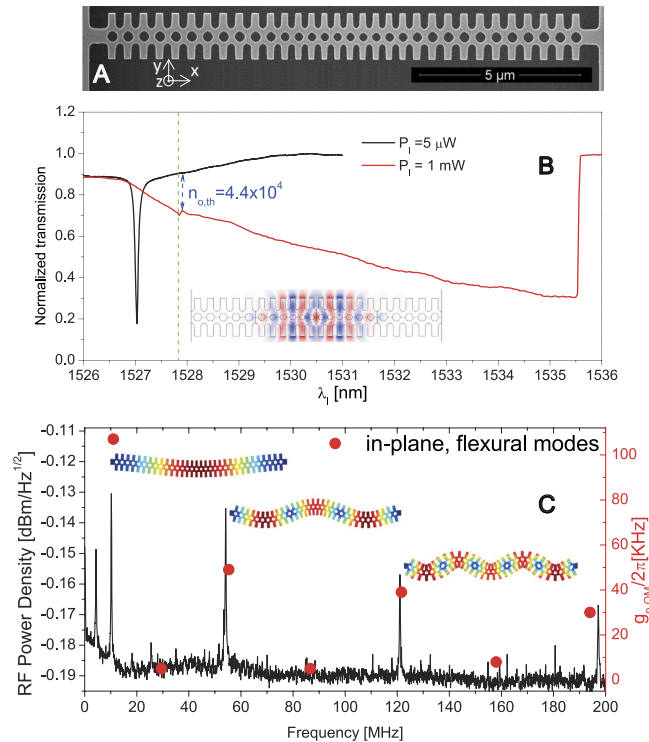 A
y
z
x
5 μm
B
P_I =5 μW
P_I = 1 mW
n_o,th=4.4x10^4
Normalized transmission
1.2
1.0
0.8
0.6
0.4
0.2
0.0
1526 1527 1528 1529 1530 1531 1532 1533 1534 1535 1536
λ_I [nm]
in-plane, flexural modes
C
RF Power Density [dBm/Hz^1/2]
-0.11
-0.12
-0.13
-0.14
-0.15
-0.16
-0.17
-0.18
-0.19
g_o,OM/2π[KHz]
100
80
60
40
20
0
0 20 40 60 80 100 120 140 160 180 200
Frequency [MHz]